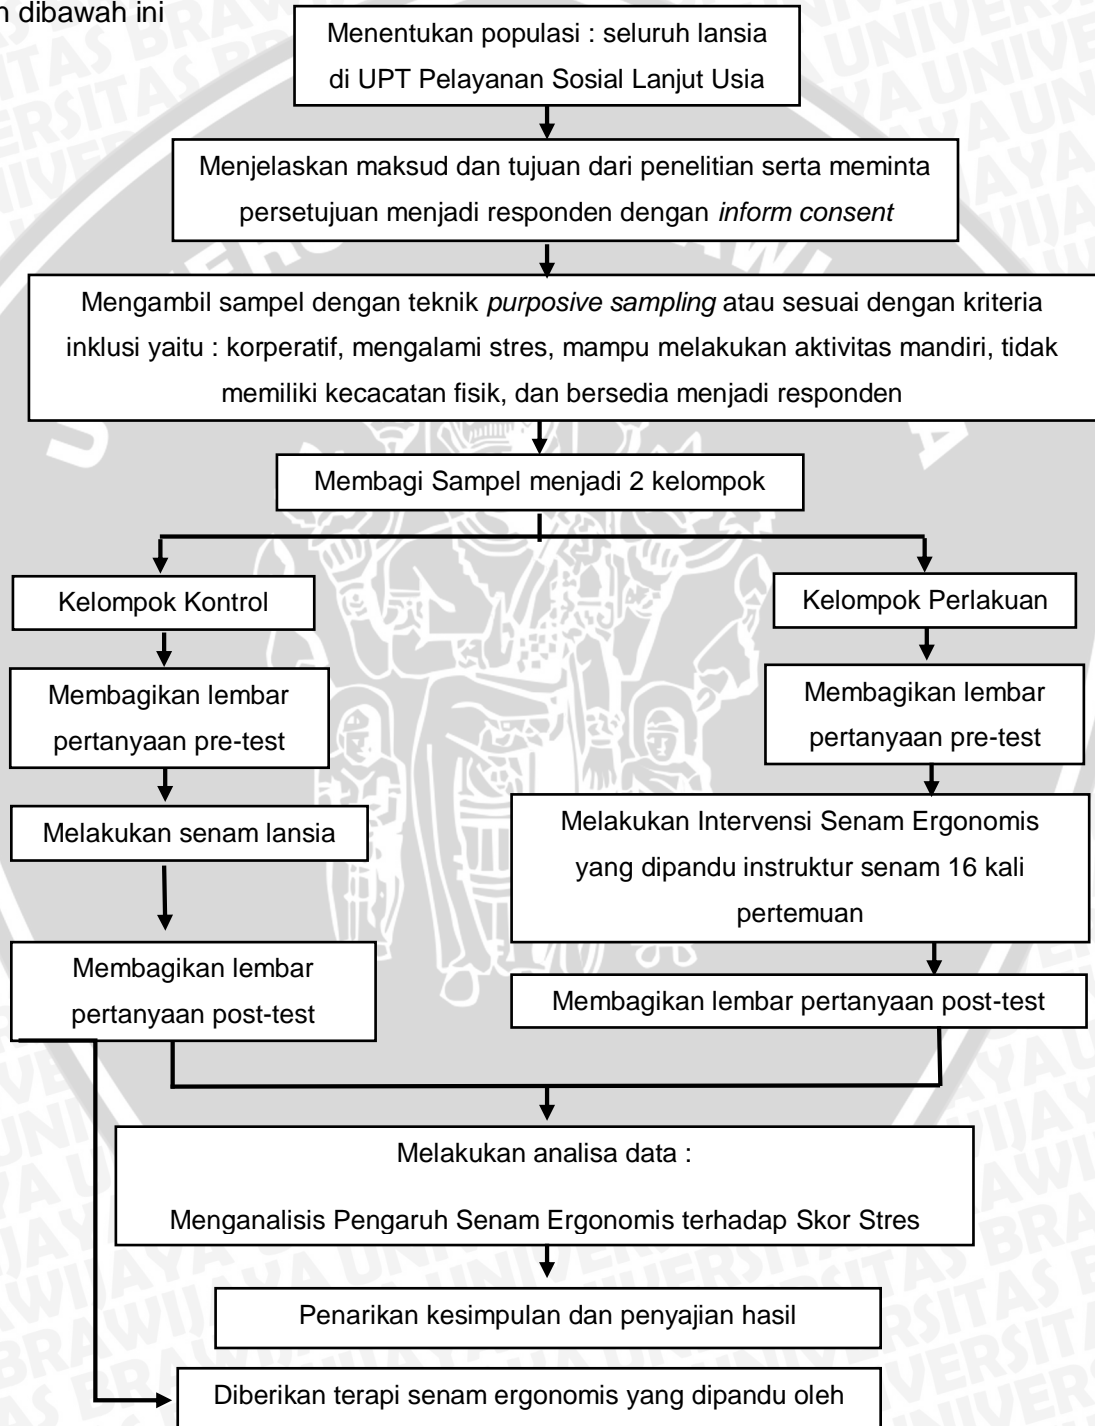 n dibawah ini
Menentukan populasi : seluruh lansia
di UPT Pelayanan Sosial Lanjut Usia
Menjelaskan maksud dan tujuan dari penelitian serta meminta
persetujuan menjadi responden dengan inform consent
Mengambil sampel dengan teknik purposive sampling atau sesuai dengan kriteria
inklusi yaitu : korperatif, mengalami stres, mampu melakukan aktivitas mandiri, tidak
memiliki kecacatan fisik, dan bersedia menjadi responden
Membagi Sampel menjadi 2 kelompok
Kelompok Kontrol
Kelompok Perlakuan
Membagikan lembar
pertanyaan pre-test
Membagikan lembar
pertanyaan pre-test
Melakukan senam lansia
Melakukan Intervensi Senam Ergonomis
yang dipandu instruktur senam 16 kali
pertemuan
Membagikan lembar
pertanyaan post-test
Membagikan lembar pertanyaan post-test
Melakukan analisa data :
Menganalisis Pengaruh Senam Ergonomis terhadap Skor Stres
Penarikan kesimpulan dan penyajian hasil
Diberikan terapi senam ergonomis yang dipandu oleh